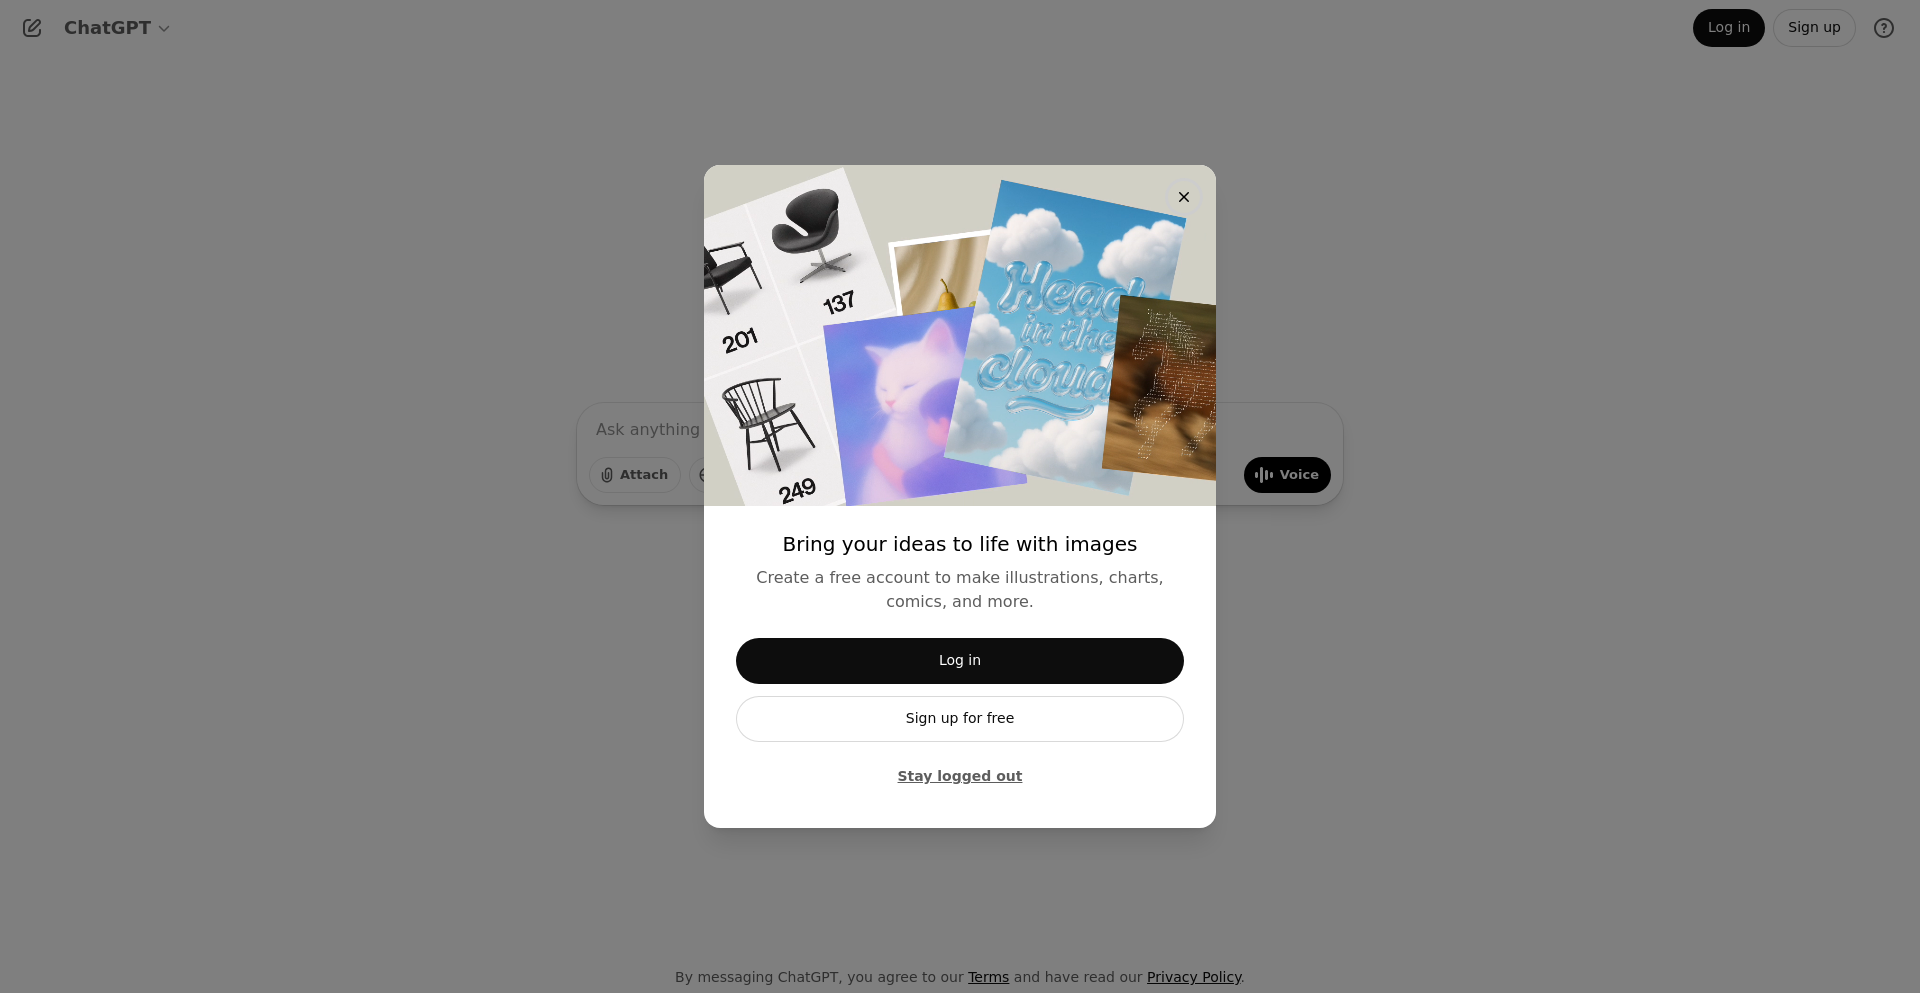 ChatGPT
Log in
Sign up
201
137
249
Head
in the
Ask anything
Attach
Voice
Bring your ideas to life with images
Create a free account to make illustrations, charts,
comics, and more.
Log in
Sign up for free
Stay logged out
By messaging ChatGPT, you agree to our Terms and have read our Privacy Policy.